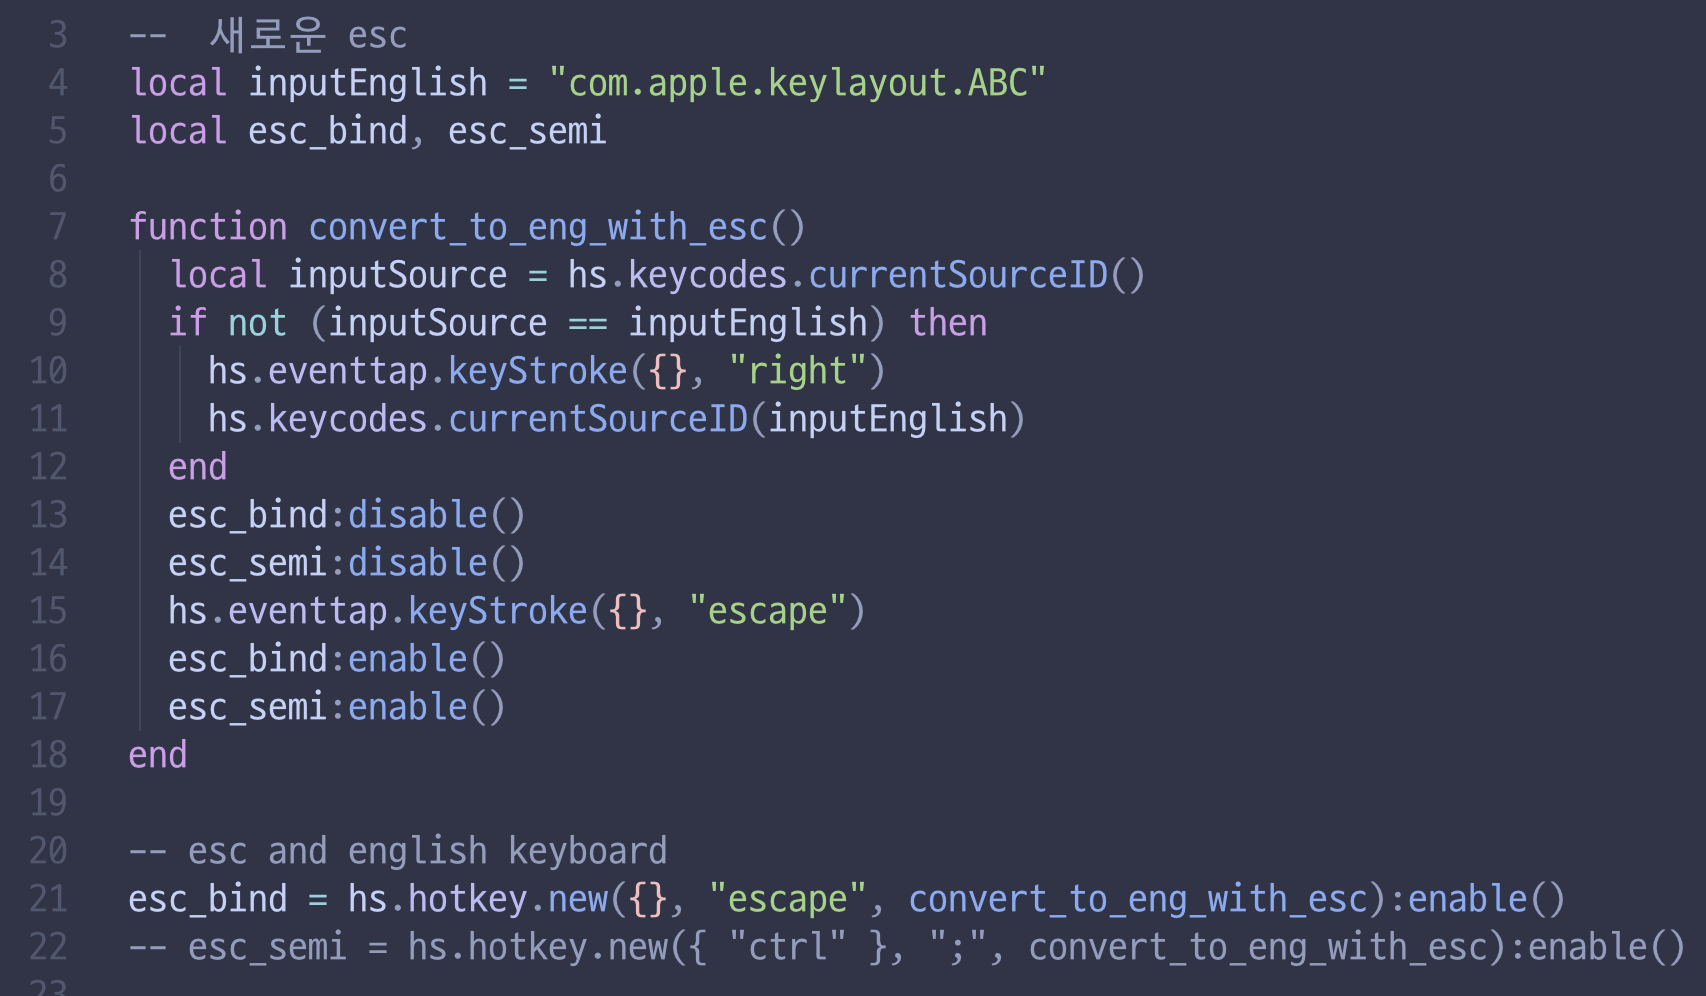 3 --  새로운 esc
4 local inputEnglish = "com.apple.keylayout.ABC"
5 local esc_bind, esc_semi
6
7 function convert_to_eng_with_esc()
8   local inputSource = hs.keycodes.currentSourceID()
9   if not (inputSource == inputEnglish) then
10     hs.eventtap.keyStroke({}, "right")
11     hs.keycodes.currentSourceID(inputEnglish)
12   end
13   esc_bind:disable()
14   esc_semi:disable()
15   hs.eventtap.keyStroke({}, "escape")
16   esc_bind:enable()
17   esc_semi:enable()
18 end
19
20 -- esc and english keyboard
21 esc_bind = hs.hotkey.new({}, "escape", convert_to_eng_with_esc):enable()
22 -- esc_semi = hs.hotkey.new({ "ctrl" }, ";", convert_to_eng_with_esc):enable()
23